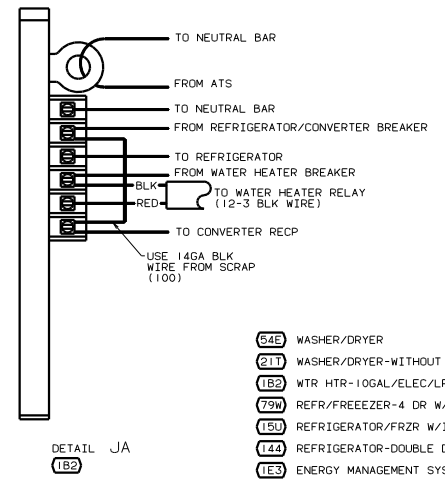 TO NEUTRAL BAR
FROM ATS
TO NEUTRAL BAR
FROM REFRIGERATOR/CONVERTER BREAKER
TO REFRIGERATOR
FROM WATER HEATER BREAKER
BLK
TO WATER HEATER RELAY
(12-3 BLK WIRE)
RED
TO CONVERTER RECP
USE 14GA BLK
WIRE FROM SCRAP
(100)
54E WASHER/DRYER
21T WASHER/DRYER-WITHOUT
1B2 WTR HTR-10GAL/ELEC/LP
79W REFR/FREEEZER-4 DR W/
15U REFRIGERATOR/FRZR W/I
144 REFRIGERATOR-DOUBLE D
1E3 ENERGY MANAGEMENT SYS
DETAIL JA
1B2